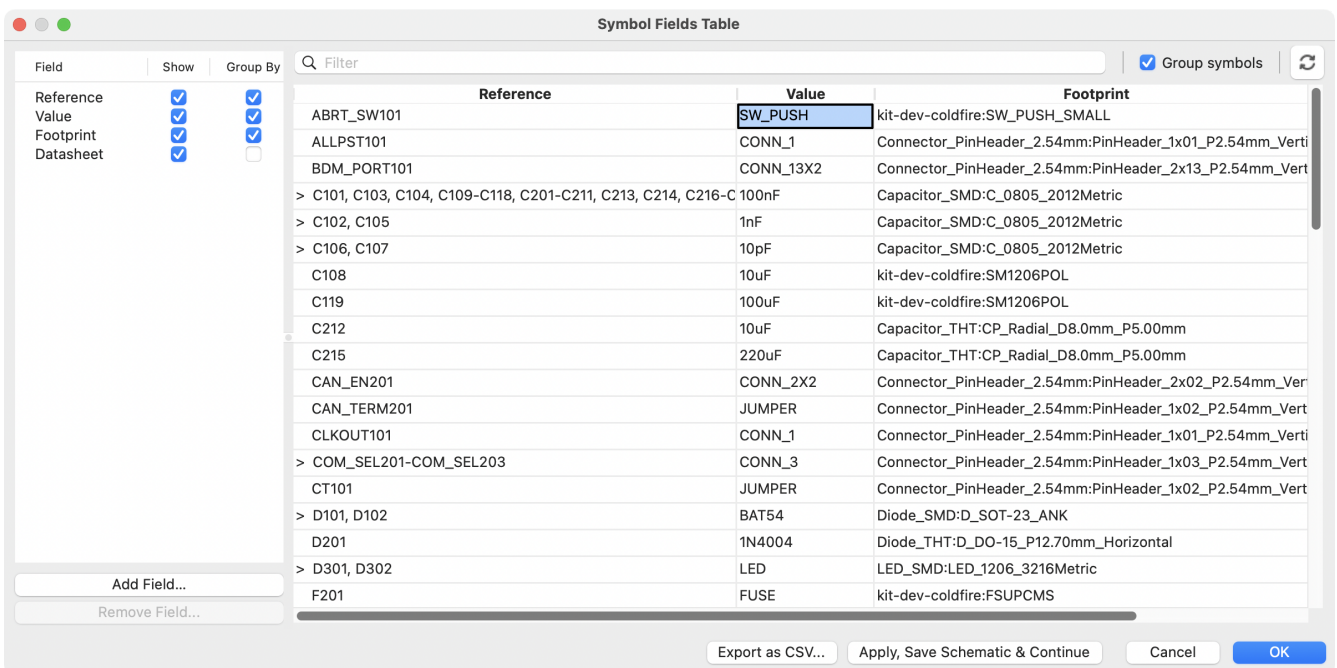 Symbol Fields Table
Field Show Group By
Reference
Value
Footprint
Datasheet
Add Field...
Remove Field...
Filter
Group symbols
Reference Value Footprint
ABRT_SW101 SW_PUSH kit-dev-coldfire:SW_PUSH_SMALL
ALLPST101 CONN_1 Connector_PinHeader_2.54mm:PinHeader_1x01_P2.54mm_Verti
BDM_PORT101 CONN_13X2 Connector_PinHeader_2.54mm:PinHeader_2x13_P2.54mm_Vert
> C101, C103, C104, C109-C118, C201-C211, C213, C214, C216-C 100nF Capacitor_SMD:C_0805_2012Metric
> C102, C105 1nF Capacitor_SMD:C_0805_2012Metric
> C106, C107 10pF Capacitor_SMD:C_0805_2012Metric
C108 10uF kit-dev-coldfire:SM1206POL
C119 100uF kit-dev-coldfire:SM1206POL
C212 10uF Capacitor_THT:CP_Radial_D8.0mm_P5.00mm
C215 220uF Capacitor_THT:CP_Radial_D8.0mm_P5.00mm
CAN_EN201 CONN_2X2 Connector_PinHeader_2.54mm:PinHeader_2x02_P2.54mm_Ver
CAN_TERM201 JUMPER Connector_PinHeader_2.54mm:PinHeader_1x02_P2.54mm_Vert
CLKOUT101 CONN_1 Connector_PinHeader_2.54mm:PinHeader_1x01_P2.54mm_Verti
> COM_SEL201-COM_SEL203 CONN_3 Connector_PinHeader_2.54mm:PinHeader_1x03_P2.54mm_Vert
CT101 JUMPER Connector_PinHeader_2.54mm:PinHeader_1x02_P2.54mm_Vert
> D101, D102 BAT54 Diode_SMD:D_SOT-23_ANK
D201 1N4004 Diode_THT:D_DO-15_P12.70mm_Horizontal
> D301, D302 LED LED_SMD:LED_1206_3216Metric
F201 FUSE kit-dev-coldfire:FSUPCMS
Export as CSV... Apply, Save Schematic & Continue Cancel OK